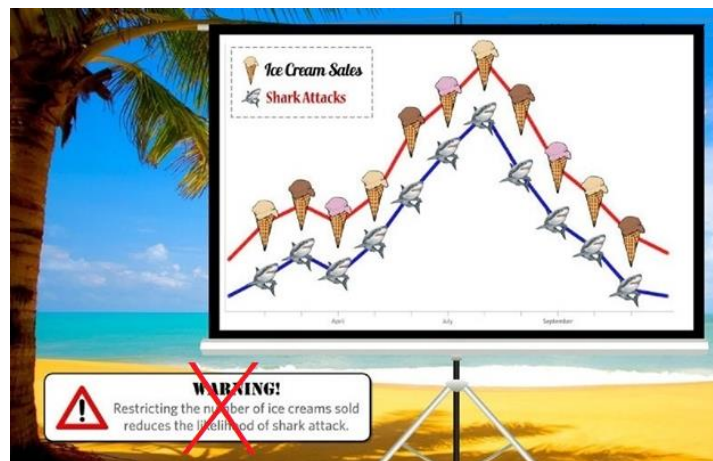 Ice Cream Sales
Shark Attacks
April
July
September
WARNING!
Restricting the number of ice creams sold
reduces the likelihood of shark attack.